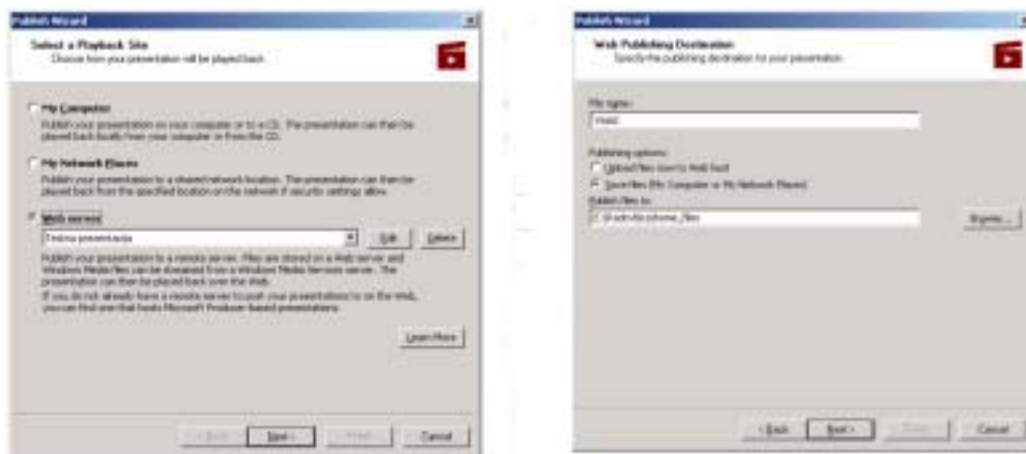 Publish Wizard
Select a Playback Site
Choose from your presentation will be played back.
My Computer
Publish your presentation on your computer or to a CD. The presentation can then be
played back locally from your computer or from the CD.
My Network Places
Publish your presentation to a shared network location. The presentation can then be
played back from the specified location on the network if security settings allow.
Web server
Testna prezentacija
Edit
Delete
Publish your presentation to a remote server. Files are stored on a Web server and
Windows Media files can be streamed from a Windows Media Services server. The
presentation can then be played back over the Web.
If you do not already have a remote server to post your presentations to on the Web,
you can find one that hosts Microsoft Producer-based presentations.
Learn More
< Back
Next >
Finish
Cancel
Publish Wizard
Web Publishing Destination
Specify the publishing destination for your presentation.
File name:
Publishing options:
Upload files now to Web host
Save files (My Computer or My Network Places)
Publish files to:
Browse...
< Back
Next >
Finish
Cancel